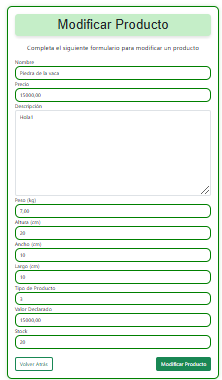 Modificar Producto
Completa el siguiente formulario para modificar un producto
Nombre
Piedra de la vaca
Precio
15000,00
Descripción
Hola!!
Peso (kg)
7,00
Altura (cm)
20
Ancho (cm)
10
Largo (cm)
10
Tipo de Producto
3
Valor Declarado
15000,00
Stock
20
Volver Atrás
Modificar Producto